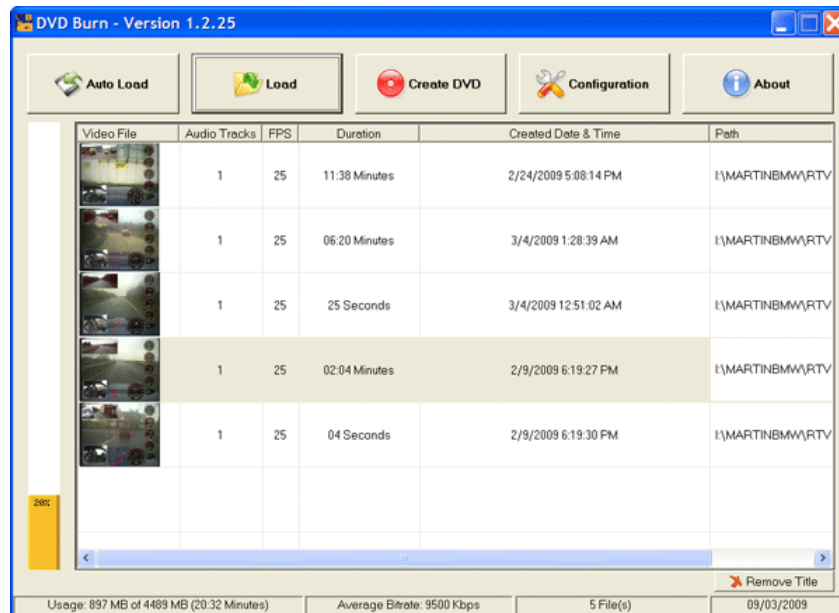 DVD Burn - Version 1.2.25
Auto Load Load Create DVD Configuration About
Video File Audio Tracks FPS Duration Created Date & Time Path
1 25 11:38 Minutes 2/24/2009 5:08:14 PM I:\MARTINBMW\RTV
1 25 06:20 Minutes 3/4/2009 1:28:39 AM I:\MARTINBMW\RTV
1 25 25 Seconds 3/4/2009 12:51:02 AM I:\MARTINBMW\RTV
1 25 02:04 Minutes 2/9/2009 6:19:27 PM I:\MARTINBMW\RTV
1 25 04 Seconds 2/9/2009 6:19:30 PM I:\MARTINBMW\RTV
20%
Remove Title
Usage: 897 MB of 4489 MB (20:32 Minutes) Average Bitrate: 9500 Kbps 5 File(s) 09/03/2009